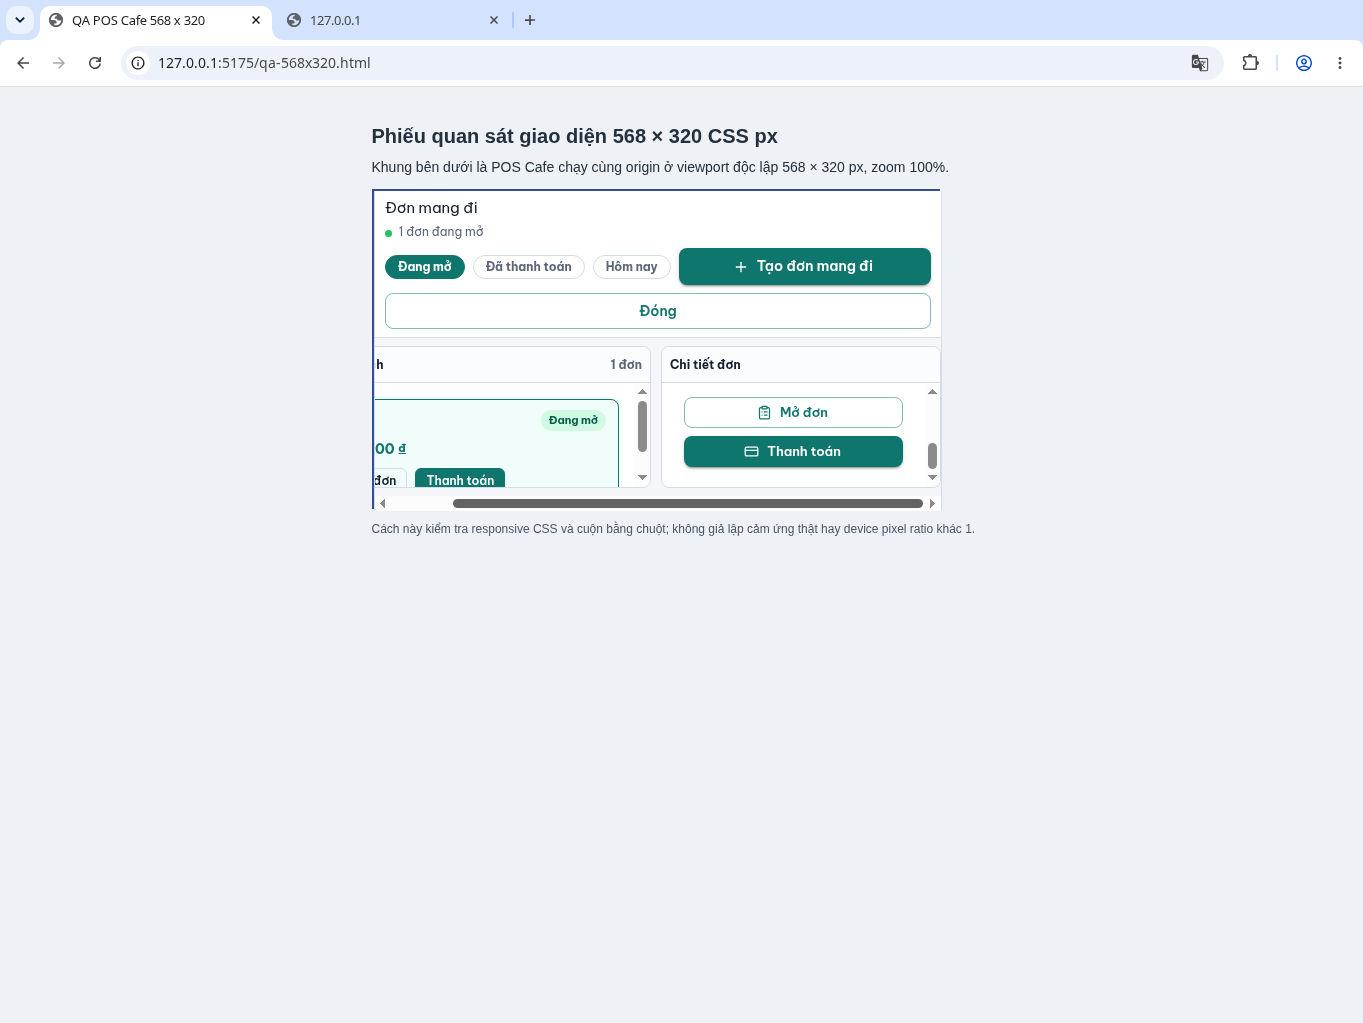 QA POS Cafe 568 x 320
127.0.0.1
127.0.0.1:5175/qa-568x320.html
Phiếu quan sát giao diện 568 × 320 CSS px
Khung bên dưới là POS Cafe chạy cùng origin ở viewport độc lập 568 × 320 px, zoom 100%.
Đơn mang đi
1 đơn đang mở
Đang mở
Đã thanh toán
Hôm nay
Tạo đơn mang đi
Đóng
h
1 đơn
Chi tiết đơn
Đang mở
00 ₫
đơn
Thanh toán
Mở đơn
Thanh toán
Cách này kiểm tra responsive CSS và cuộn bằng chuột; không giả lập cảm ứng thật hay device pixel ratio khác 1.